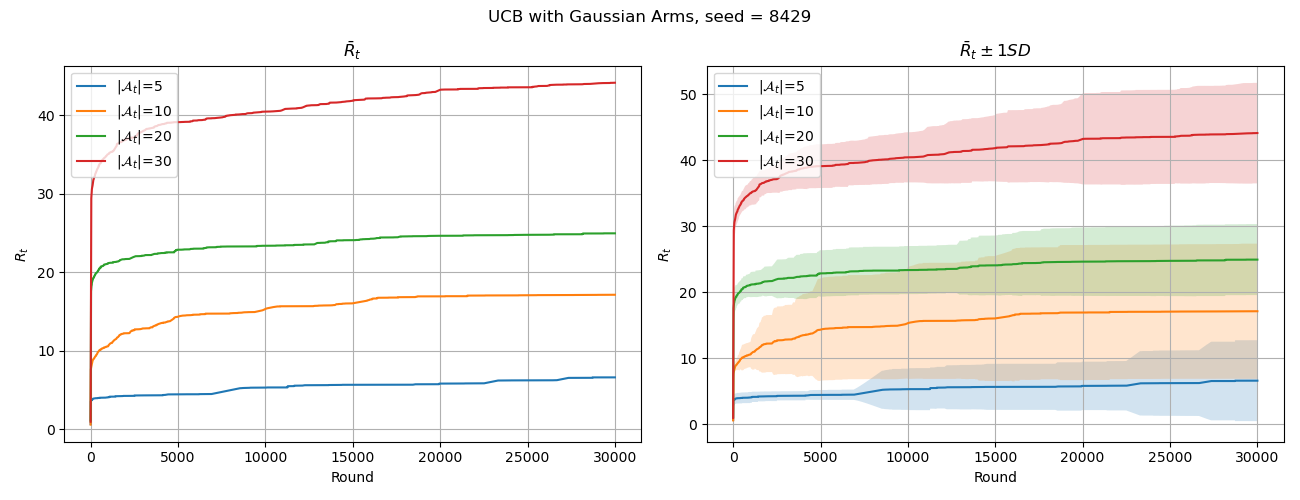 UCB with Gaussian Arms, seed = 8429
R̄ₜ
|𝒜ₜ|=5
|𝒜ₜ|=10
|𝒜ₜ|=20
|𝒜ₜ|=30
Rₜ
40
30
20
10
0
0 5000 10000 15000 20000 25000 30000
Round
R̄ₜ ± 1SD
|𝒜ₜ|=5
|𝒜ₜ|=10
|𝒜ₜ|=20
|𝒜ₜ|=30
Rₜ
50
40
30
20
10
0
0 5000 10000 15000 20000 25000 30000
Round